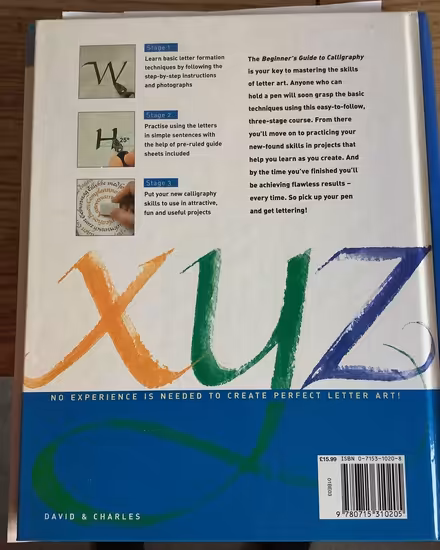 Stage 1
Learn basic letter formation
techniques by following the
step-by-step instructions
and photographs
W
Stage 2
Practise using the letters
in simple sentences with
the help of pre-ruled guide
sheets included
H
25°
Stage 3
Put your new calligraphy
skills to use in attractive,
fun and useful projects
The Beginner's Guide to Calligraphy
is your key to mastering the skills
of letter art. Anyone who can
hold a pen will soon grasp the basic
techniques using this easy-to-follow,
three-stage course. From there
you'll move on to practicing your
new-found skills in projects that
help you learn as you create. And
by the time you've finished you'll
be achieving flawless results –
every time. So pick up your pen
and get lettering!
xyz
NO EXPERIENCE IS NEEDED TO CREATE PERFECT LETTER ART!
£15.99 ISBN 0-7153-1020-8
9 780715 310205
DAVID & CHARLES